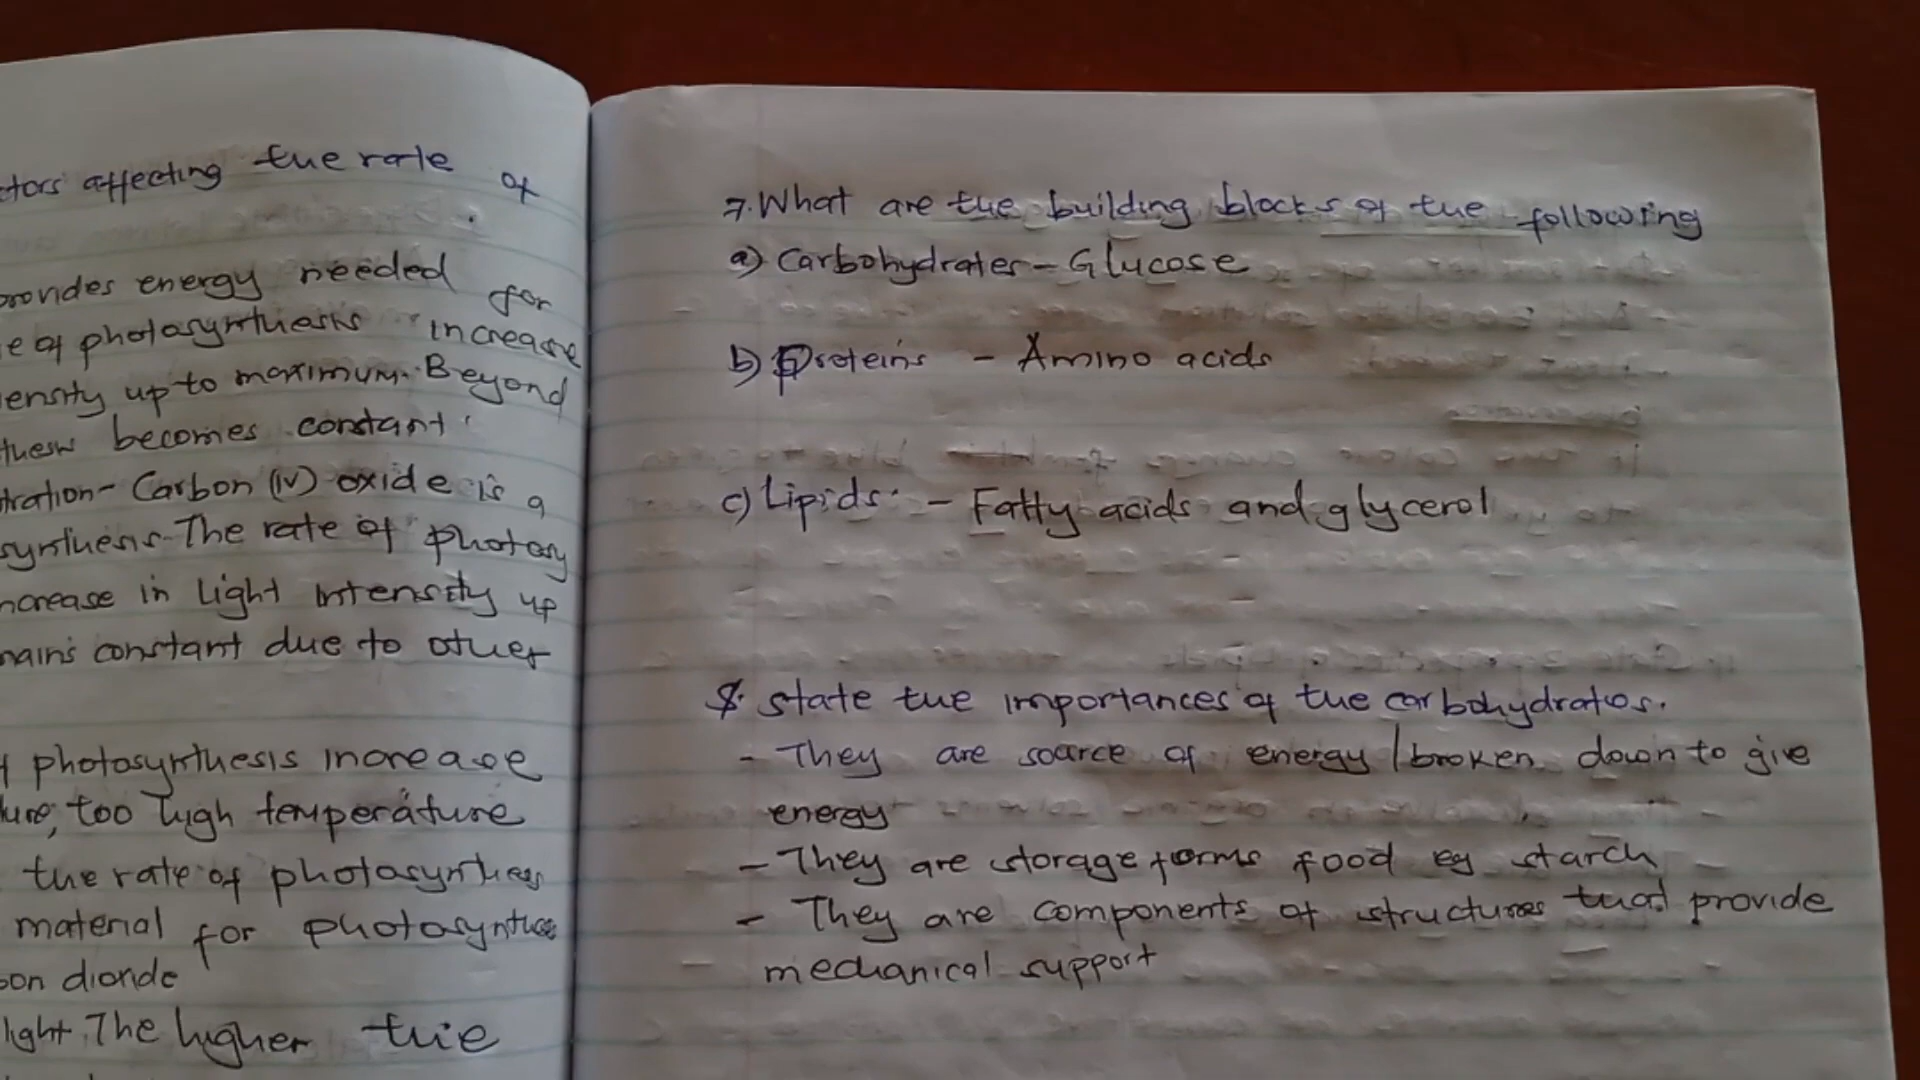 tors affecting the rate of
provides energy needed for
e of photosynthesis increase
ensity up to maximum. Beyond
thesis becomes constant
tration- Carbon (iv) oxide is a
synthesis. The rate of photosy
ncrease in light intensity up
mains constant due to other
f photosynthesis increase
ture, too high temperature
the rate of photosynthesis
material for photosynthesis
bon dioxide
light. The higher the
7. What are the building blocks of the following
a) Carbohydrates - Glucose
b) Proteins - Amino acids
c) Lipids - Fatty acids and glycerol
8. State the importances of the carbohydrates.
- They are source of energy / broken down to give
energy
- They are storage forms food eg starch
- They are components of structures that provide
mechanical support